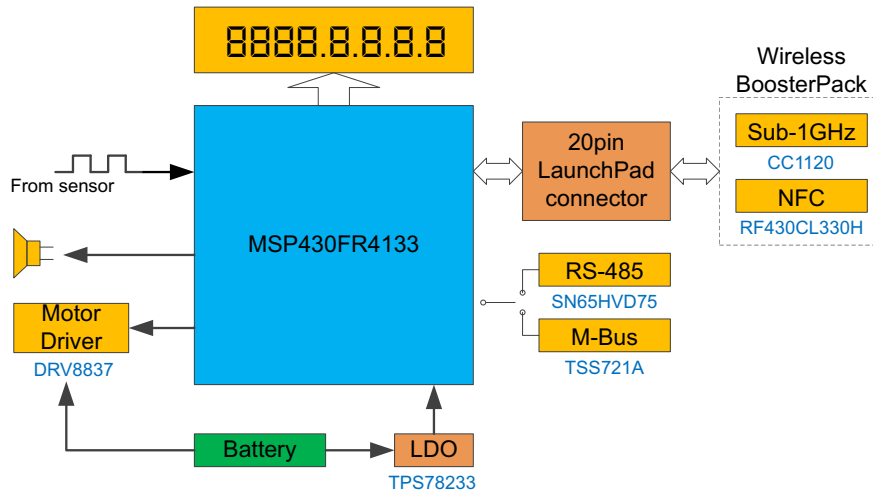 8888.8.8.8
Wireless
BoosterPack
Sub-1GHz
CC1120
NFC
RF430CL330H
20pin
LaunchPad
connector
From sensor
MSP430FR4133
RS-485
SN65HVD75
M-Bus
TSS721A
Motor
Driver
DRV8837
Battery
LDO
TPS78233